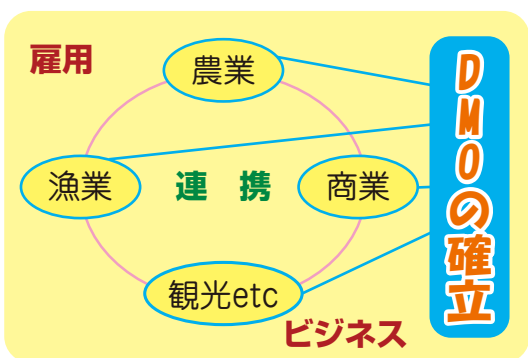 雇用
農業
漁業
連携
商業
観光etc
ビジネス
DMOの確立